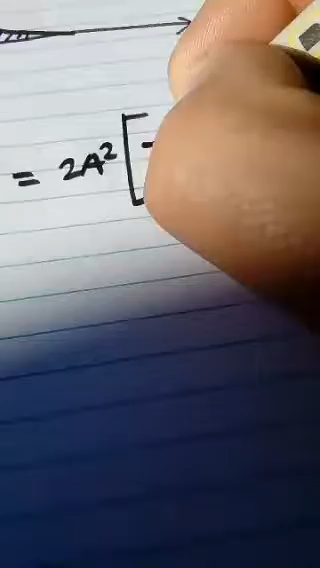 = 2A² [ -